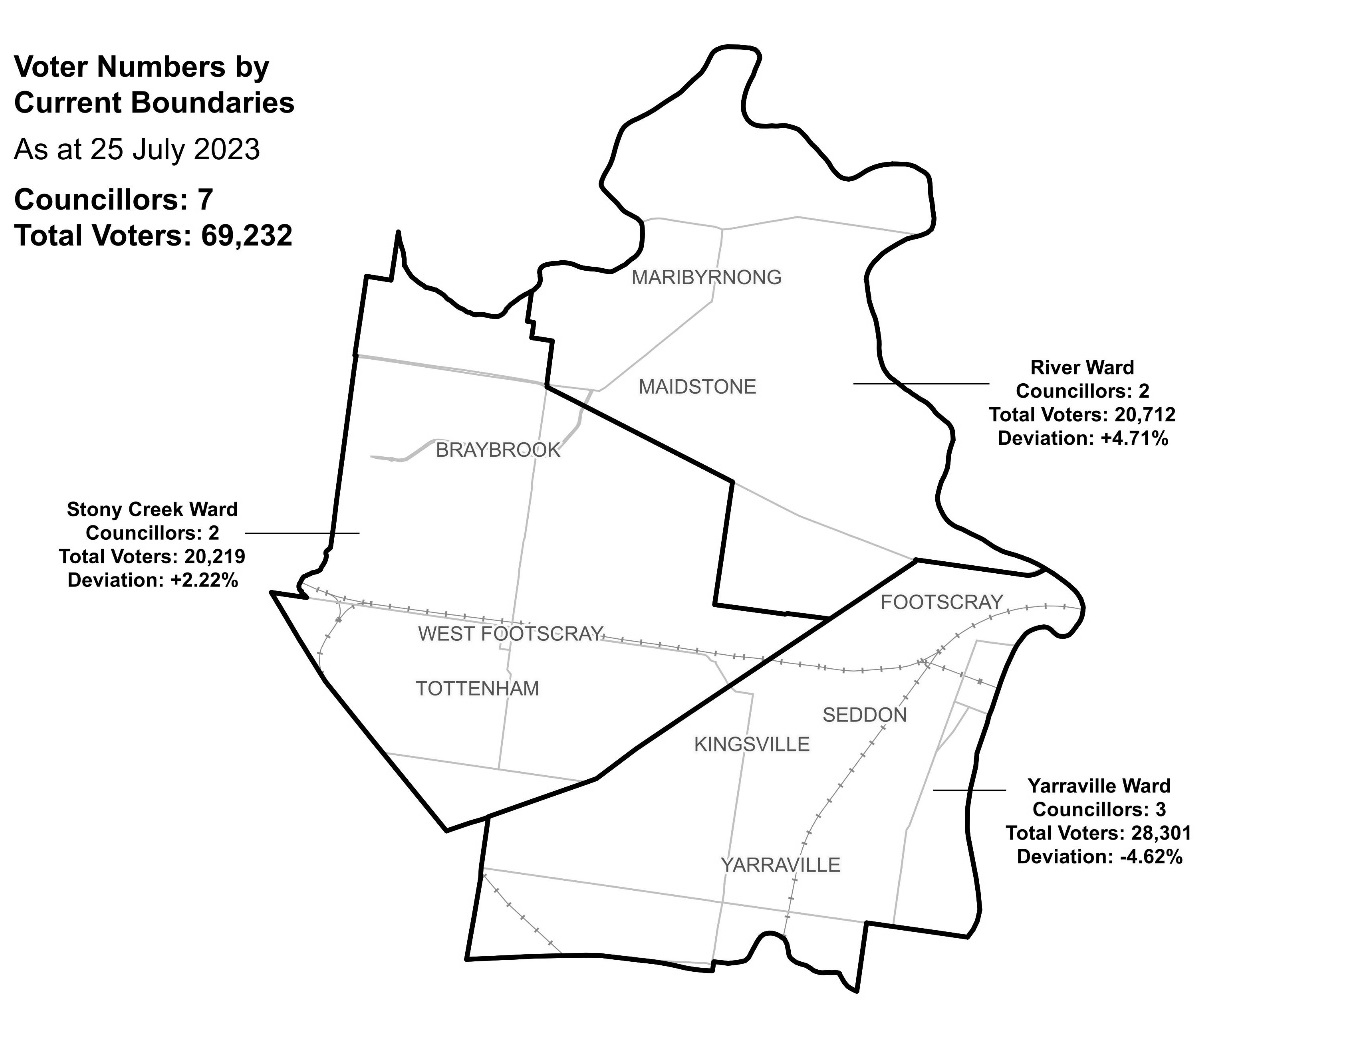 Voter Numbers by
Current Boundaries
As at 25 July 2023
Councillors: 7
Total Voters: 69,232
MARIBYRNONG
MAIDSTONE
River Ward
Councillors: 2
Total Voters: 20,712
Deviation: +4.71%
BRAYBROOK
Stony Creek Ward
Councillors: 2
Total Voters: 20,219
Deviation: +2.22%
FOOTSCRAY
WEST FOOTSCRAY
TOTTENHAM
SEDDON
KINGSVILLE
Yarraville Ward
Councillors: 3
Total Voters: 28,301
Deviation: -4.62%
YARRAVILLE